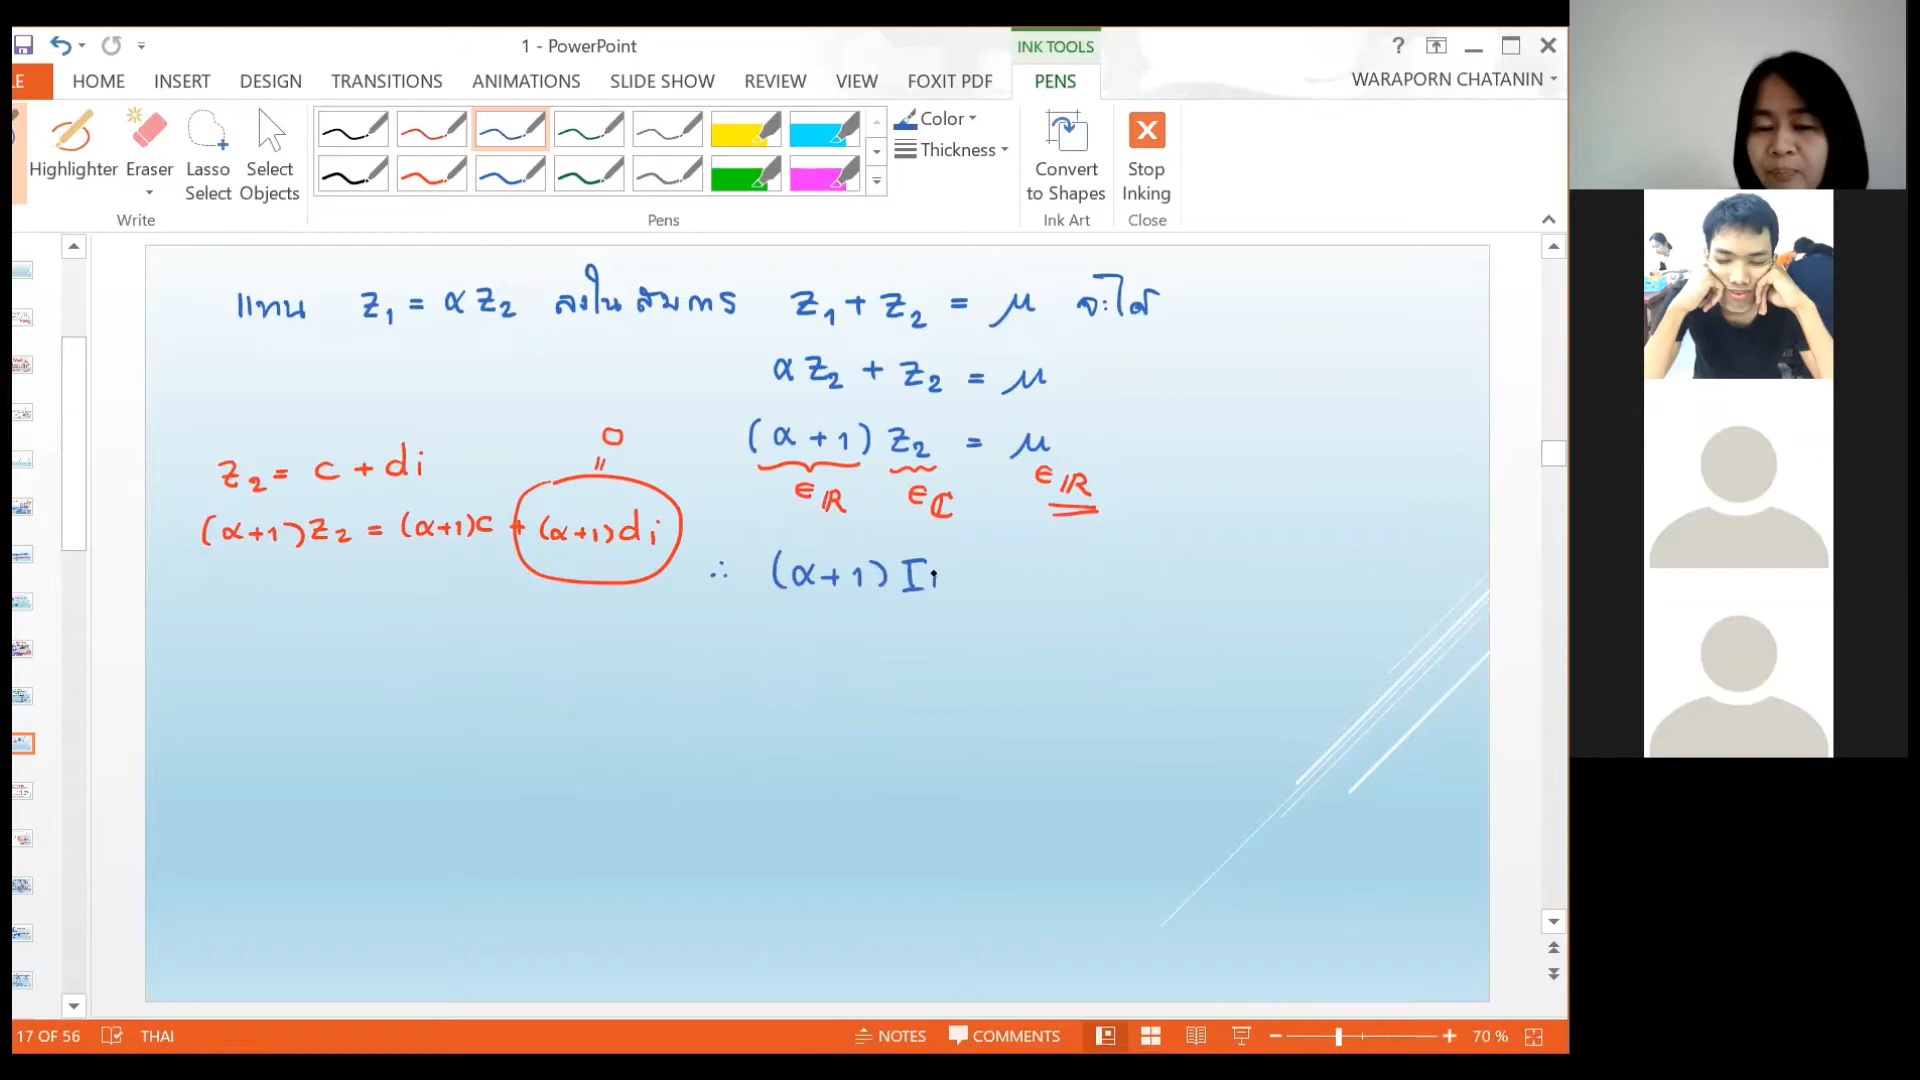 1 - PowerPoint
INK TOOLS
HOME INSERT DESIGN TRANSITIONS ANIMATIONS SLIDE SHOW REVIEW VIEW FOXIT PDF PENS
WARAPORN CHATANIN
Highlighter
Eraser
Lasso Select
Select Objects
Color
Thickness
Convert to Shapes
Stop Inking
Write
Pens
Ink Art
Close
แทน z₁ = αz₂ ลงในสมการ z₁ + z₂ = μ จะได้
αz₂ + z₂ = μ
(α + 1) z₂ = μ
∈ ℝ ∈ ℂ ∈ ℝ
z₂ = c + di
0
=
(α+1)z₂ = (α+1)c + (α+1)di
∴ (α+1) I
17 OF 56
THAI
NOTES
COMMENTS
70 %